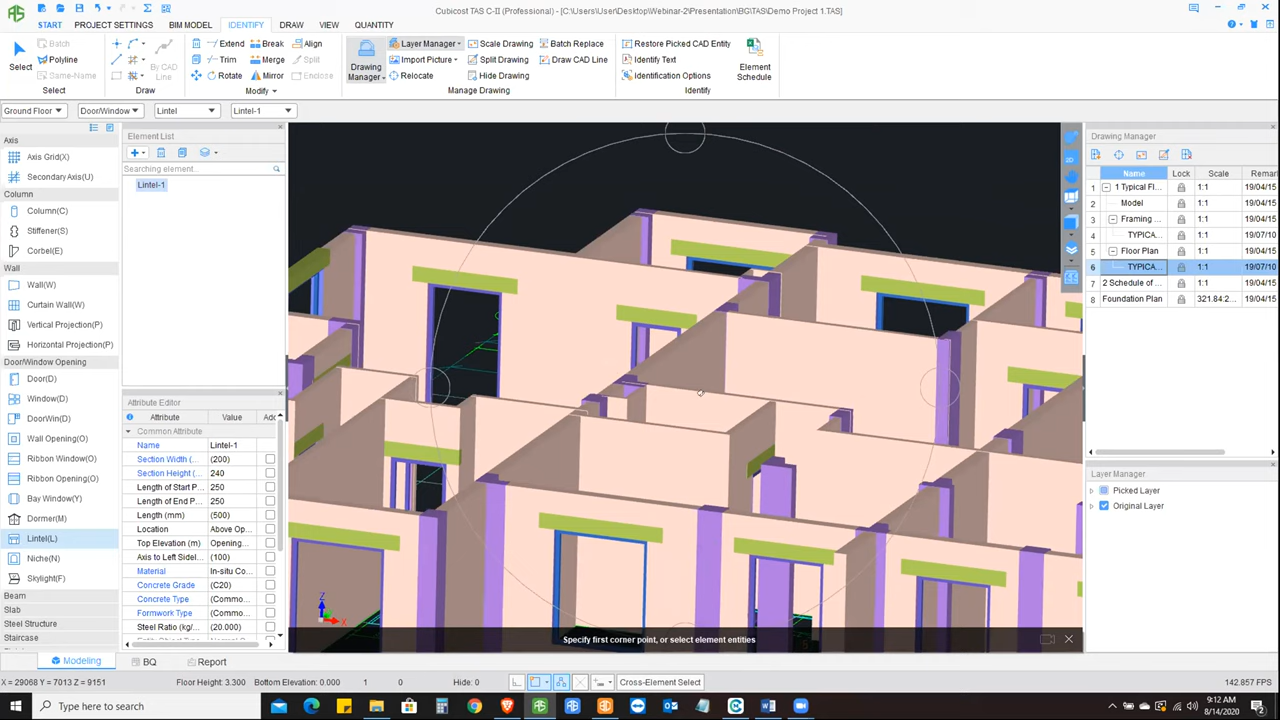 Cubicost TAS C-II (Professional) - [C:\Users\User\Desktop\Webinar-2\Presentation\BG\TAS\Demo Project 1.TAS]
START PROJECT SETTINGS BIM MODEL IDENTIFY DRAW VIEW QUANTITY
Select
Batch
Polyline
Same-Name
Select
By CAD Line
Draw
Extend Break Align
Trim Merge Split
Rotate Mirror Enclose
Modify
Drawing Manager
Layer Manager Scale Drawing Batch Replace
Import Picture Split Drawing Draw CAD Line
Relocate Hide Drawing
Manage Drawing
Restore Picked CAD Entity
Identify Text
Identification Options
Element Schedule
Identify
Ground Floor Door/Window Lintel Lintel-1
Axis
Axis Grid(X)
Secondary Axis(U)
Column
Column(C)
Stiffener(S)
Corbel(E)
Wall
Wall(W)
Curtain Wall(W)
Vertical Projection(P)
Horizontal Projection(P)
Door/Window Opening
Door(D)
Window(D)
DoorWin(D)
Wall Opening(O)
Ribbon Window(O)
Ribbon Opening(O)
Bay Window(Y)
Dormer(M)
Lintel(L)
Niche(N)
Skylight(F)
Beam
Slab
Steel Structure
Staircase
Element List
Searching element...
Lintel-1
Attribute Editor
Attribute Value Add
Common Attribute
Name Lintel-1
Section Width (... (200)
Section Height (... 240
Length of Start P... 250
Length of End P... 250
Length (mm) (500)
Location Above Op...
Top Elevation (m) Opening...
Axis to Left Sidel... (100)
Material In-situ Co...
Concrete Grade (C20)
Concrete Type (Commo...
Formwork Type (Commo...
Steel Ratio (kg/... (20.000)
Z
X
Specify first corner point, or select element entities
2D
Drawing Manager
Name Lock Scale Remar
1 1 Typical Fl... 1:1 19/04/15
2 Model 1:1 19/04/15
3 Framing ... 1:1 19/04/15
4 TYPICA... 1:1 19/07/10
5 Floor Plan 1:1 19/04/15
6 TYPICA... 1:1 19/07/10
7 2 Schedule of ... 1:1 19/04/15
8 Foundation Plan 321.84:2... 19/04/15
Layer Manager
Picked Layer
Original Layer
Modeling BQ Report
X = 29068 Y = 7013 Z = 9151 Floor Height: 3.300 Bottom Elevation: 0.000 1 0 Hide: 0 Cross-Element Select 142.857 FPS
Type here to search
9:12 AM
8/14/2020
2